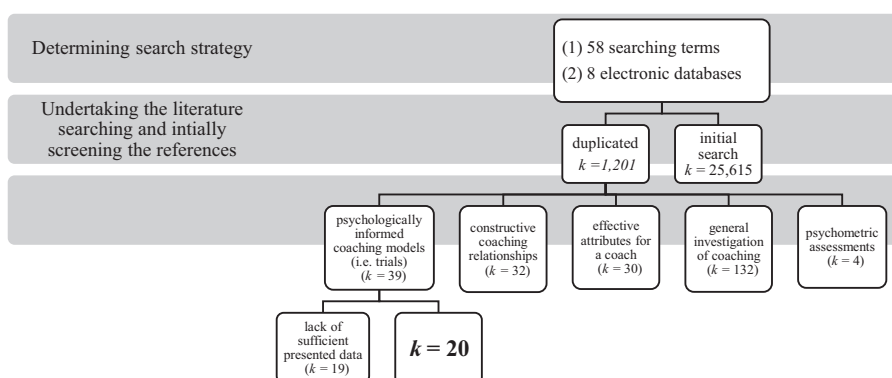 Determining search strategy
(1) 58 searching terms
(2) 8 electronic databases
Undertaking the literature
searching and intially
screening the references
duplicated
k =1,201
initial
search
k = 25,615
psychologically
informed
coaching models
(i.e. trials)
(k = 39)
constructive
coaching
relationships
(k = 32)
effective
attributes for
a coach
(k = 30)
general
investigation
of coaching
(k = 132)
psychometric
assessments
(k = 4)
lack of
sufficient
presented data
(k = 19)
k = 20